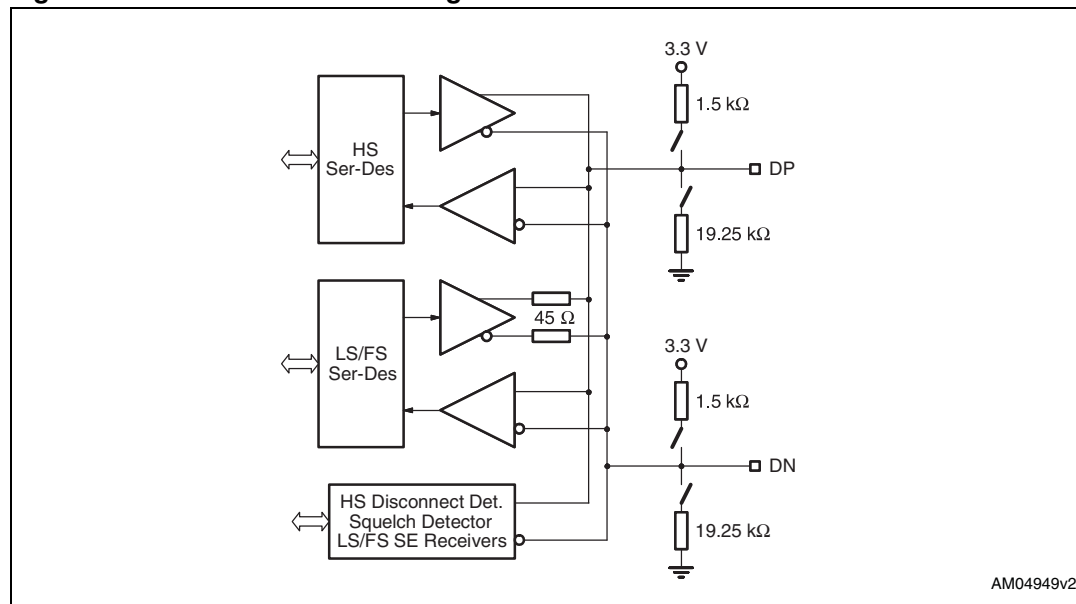 3.3 V
1.5 kΩ
HS
Ser-Des
DP
19.25 kΩ
45 Ω
LS/FS
Ser-Des
3.3 V
1.5 kΩ
DN
HS Disconnect Det.
Squelch Detector
LS/FS SE Receivers
19.25 kΩ
AM04949v2